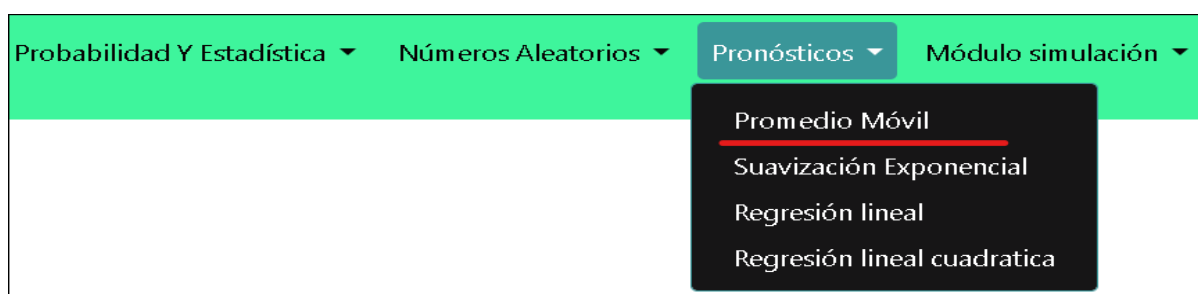 Probabilidad Y Estadística Números Aleatorios Pronósticos Módulo simulación
Promedio Móvil
Suavización Exponencial
Regresión lineal
Regresión lineal cuadratica